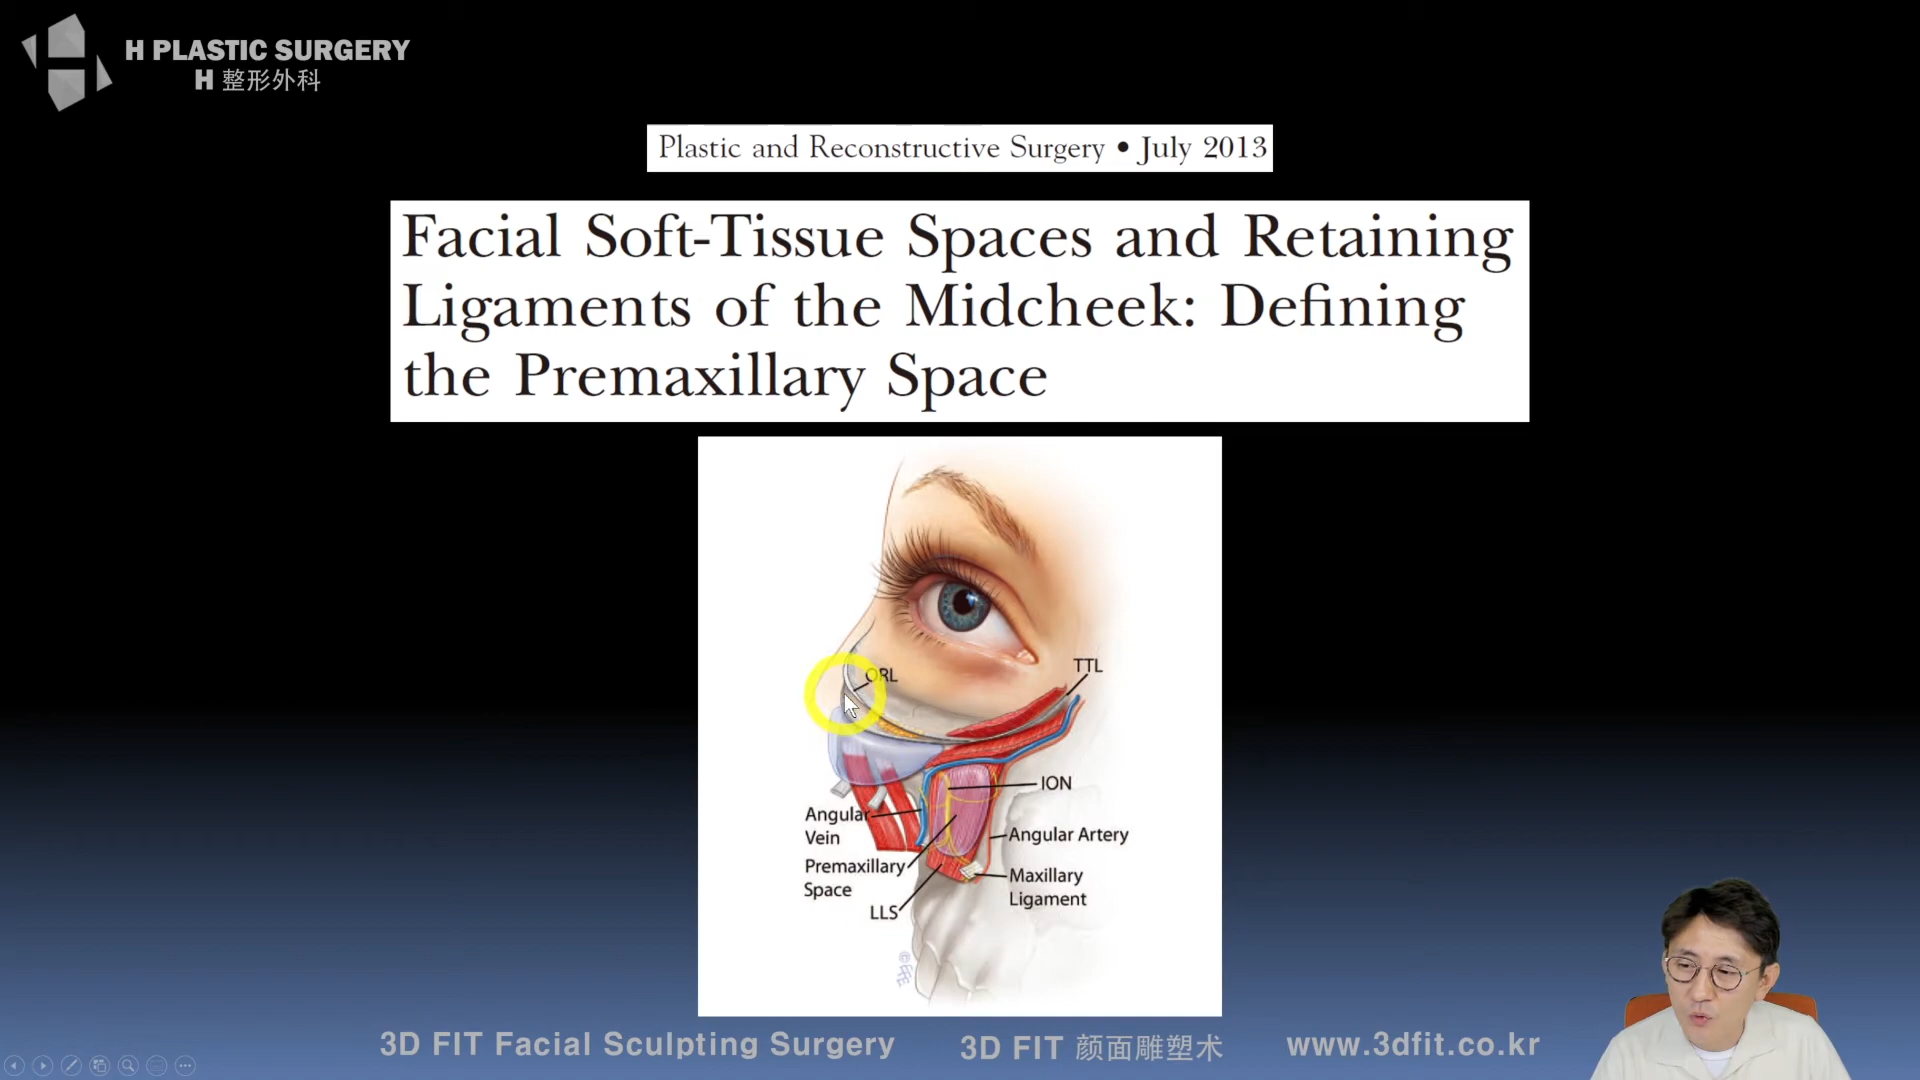 H PLASTIC SURGERY
H 整形外科
Plastic and Reconstructive Surgery • July 2013
Facial Soft-Tissue Spaces and Retaining
Ligaments of the Midcheek: Defining
the Premaxillary Space
ORL
TTL
ION
Angular
Vein
Angular Artery
Premaxillary
Space
Maxillary
Ligament
LLS
3D FIT Facial Sculpting Surgery
3D FIT 颜面雕塑术
www.3dfit.co.kr